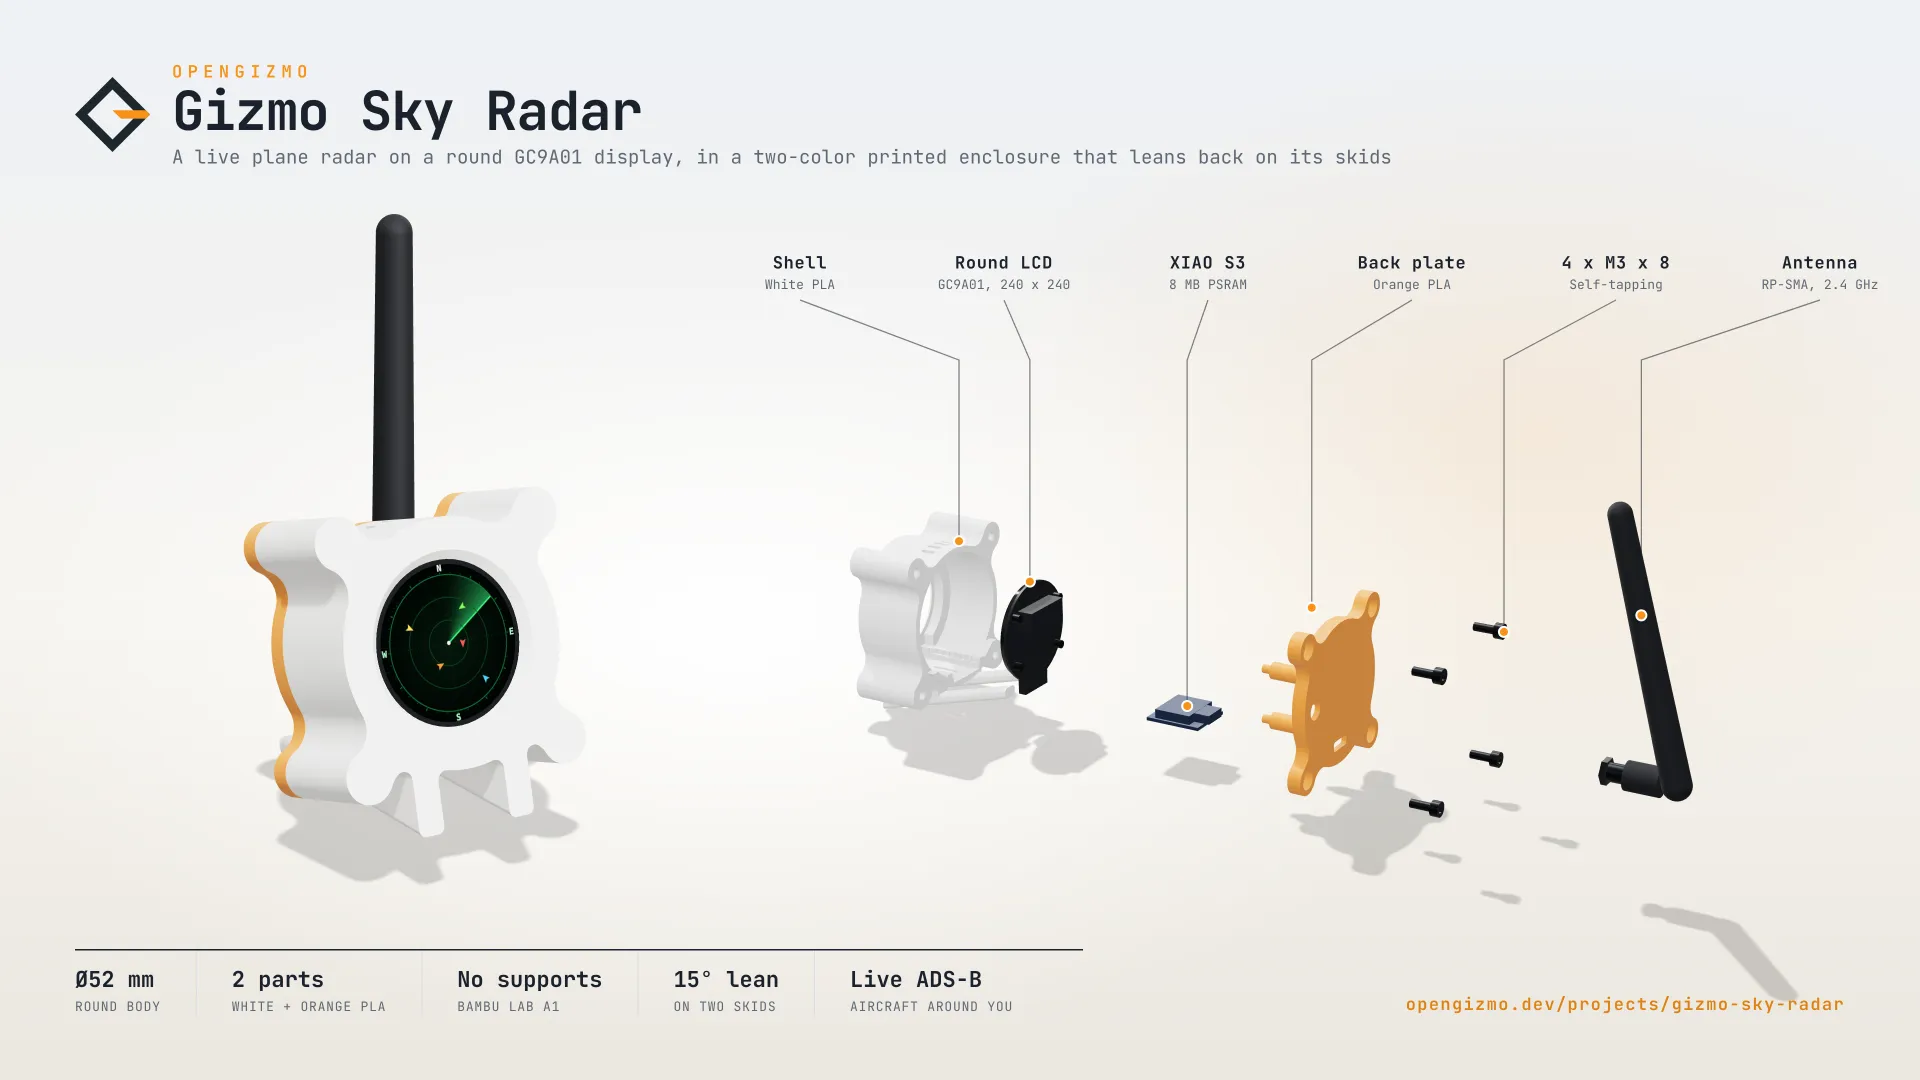 OPENGIZMO
Gizmo Sky Radar
A live plane radar on a round GC9A01 display, in a two-color printed enclosure that leans back on its skids
Shell
White PLA
Round LCD
GC9A01, 240 x 240
XIAO S3
8 MB PSRAM
Back plate
Orange PLA
4 x M3 x 8
Self-tapping
Antenna
RP-SMA, 2.4 GHz
N
E
W
S
Ø52 mm
ROUND BODY
2 parts
WHITE + ORANGE PLA
No supports
BAMBU LAB A1
15° lean
ON TWO SKIDS
Live ADS-B
AIRCRAFT AROUND YOU
opengizmo.dev/projects/gizmo-sky-radar